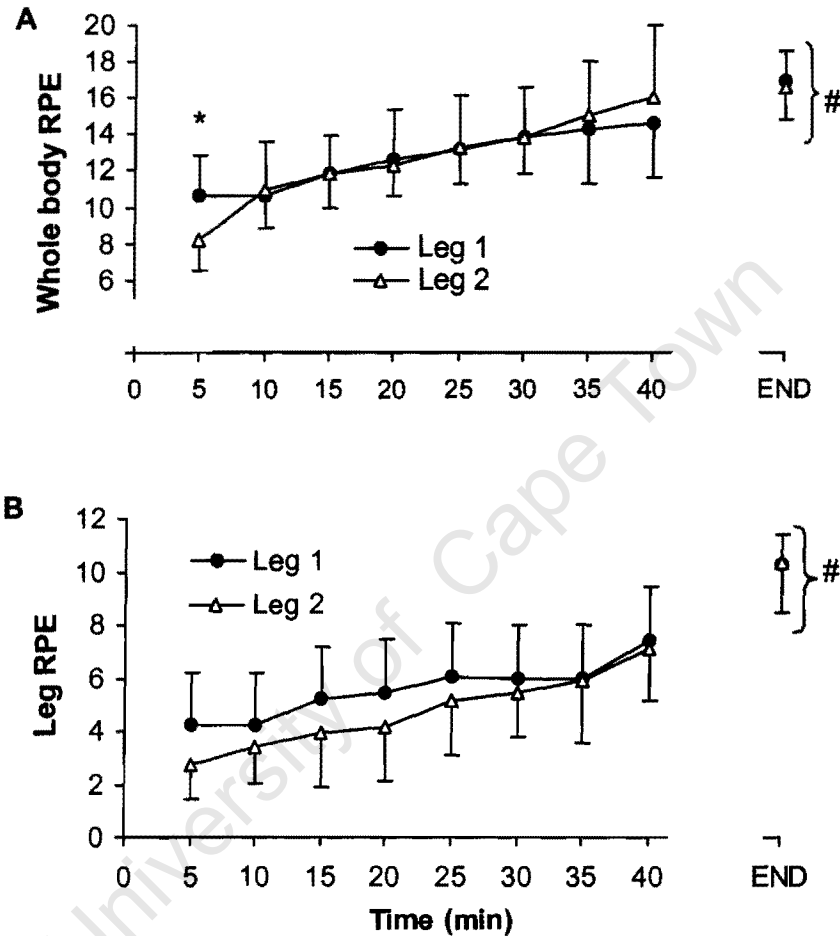 A
Whole body RPE
20
18
16
14
12
10
8
6
*
#
Leg 1
Leg 2
0 5 10 15 20 25 30 35 40 END
B
Leg RPE
12
10
8
6
4
2
0
Leg 1
Leg 2
#
0 5 10 15 20 25 30 35 40 END
Time (min)
University of Cape Town